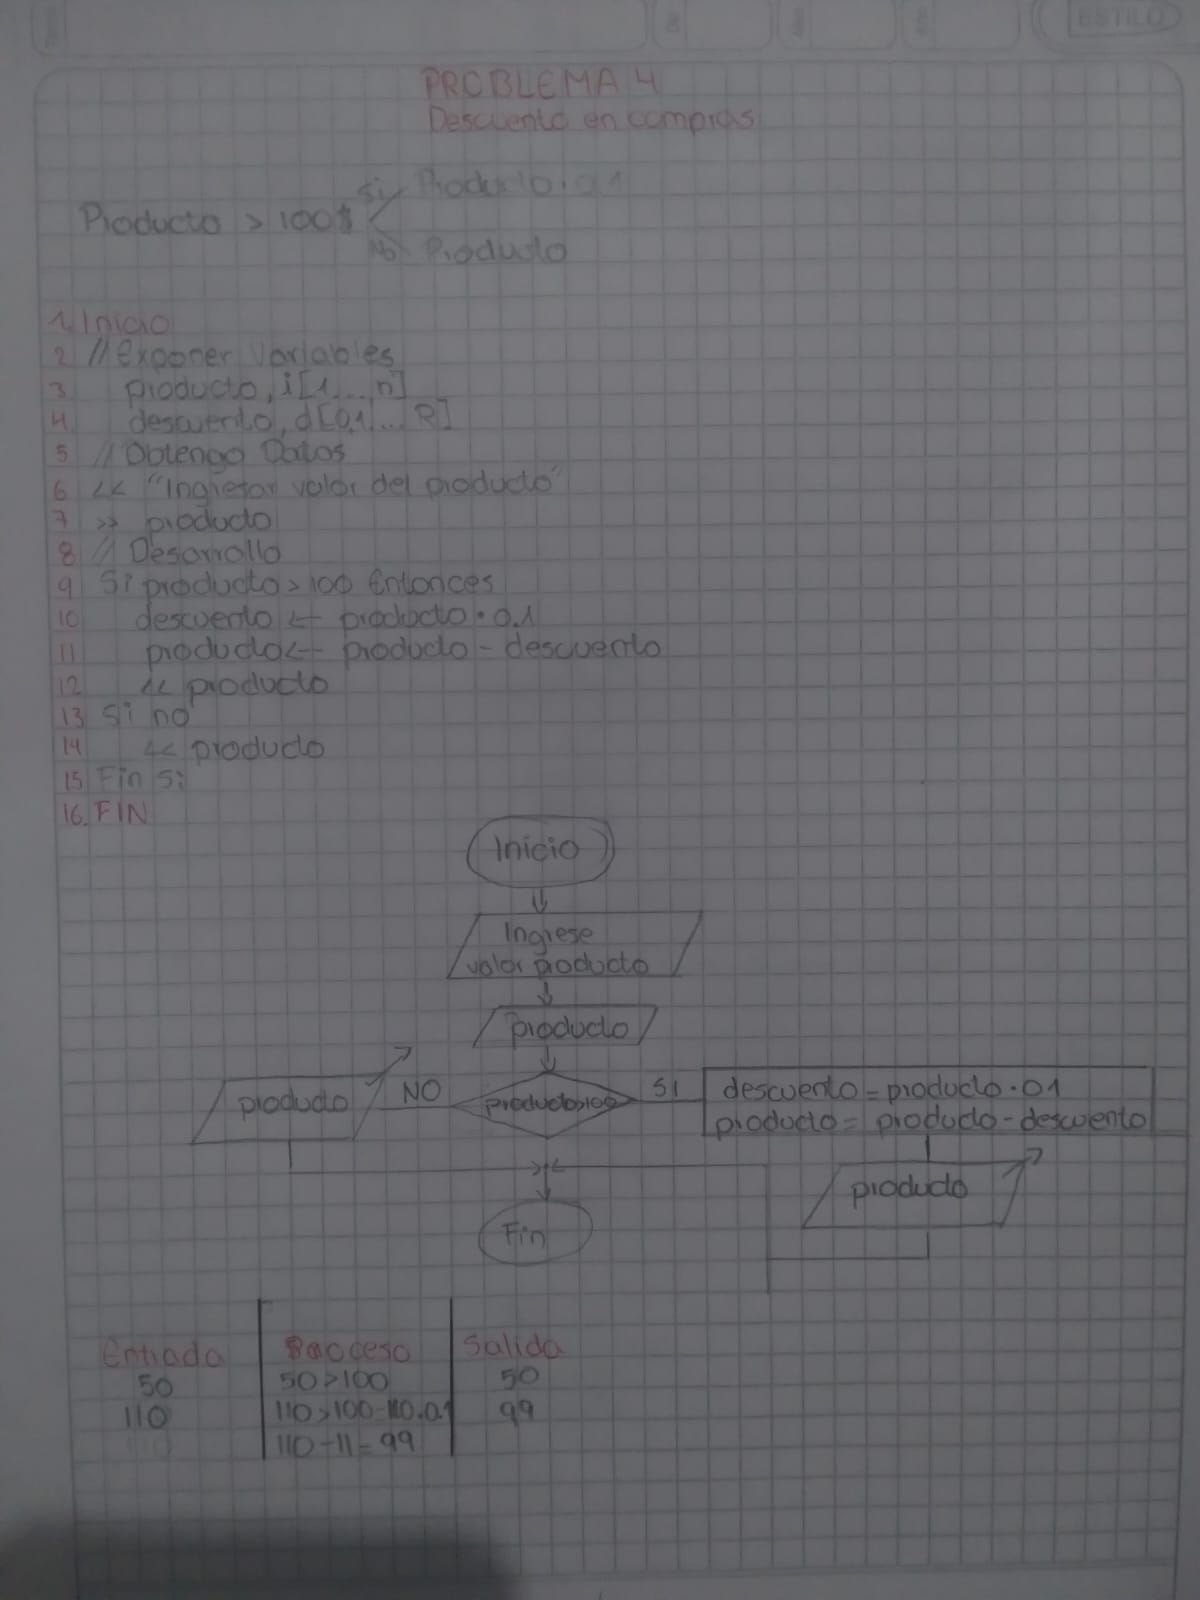 ESTILO
PROBLEMA 4
Descuento en compras
Si Producto . 0.1
Producto > 100$
No Producto
1. Inicio
2 // exponer variables
3 producto, i[1...n]
4 descuento, d[0,1...R]
5 // Obtengo Datos
6 << "Ingresar valor del producto"
7 >> producto
8 // Desarrollo
9 Si producto > 100 Entonces
10 descuento ← producto . 0.1
11 producto ← producto - descuento
12 << producto
13 Si no
14 << producto
15 Fin Si
16. FIN
Inicio
Ingrese
valor producto
producto
producto NO producto>100 SI descuento = producto . 01
producto = producto - descuento
producto
Fin
Entrada Proceso Salida
50 50>100 50
110 110>100-110.0.1 99
110-11=99